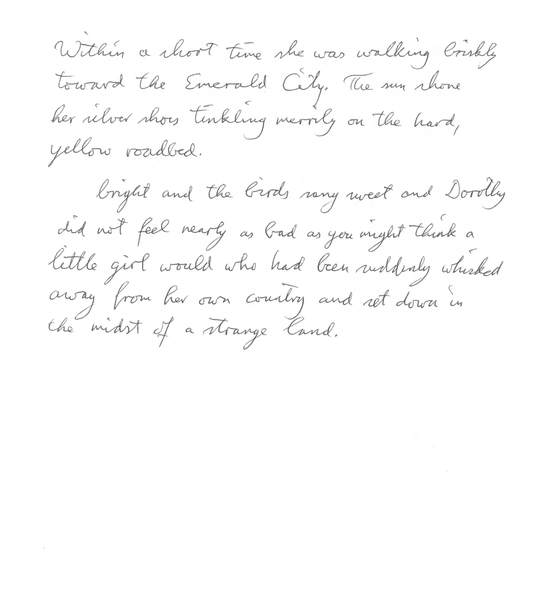 Within a short time she was walking briskly
toward the Emerald City. The sun shone
her silver shoes tinkling merrily on the hard,
yellow roadbed.
bright and the birds sang sweet and Dorothy
did not feel nearly as bad as you might think a
little girl would who had been suddenly whisked
away from her own country and set down in
the midst of a strange land.